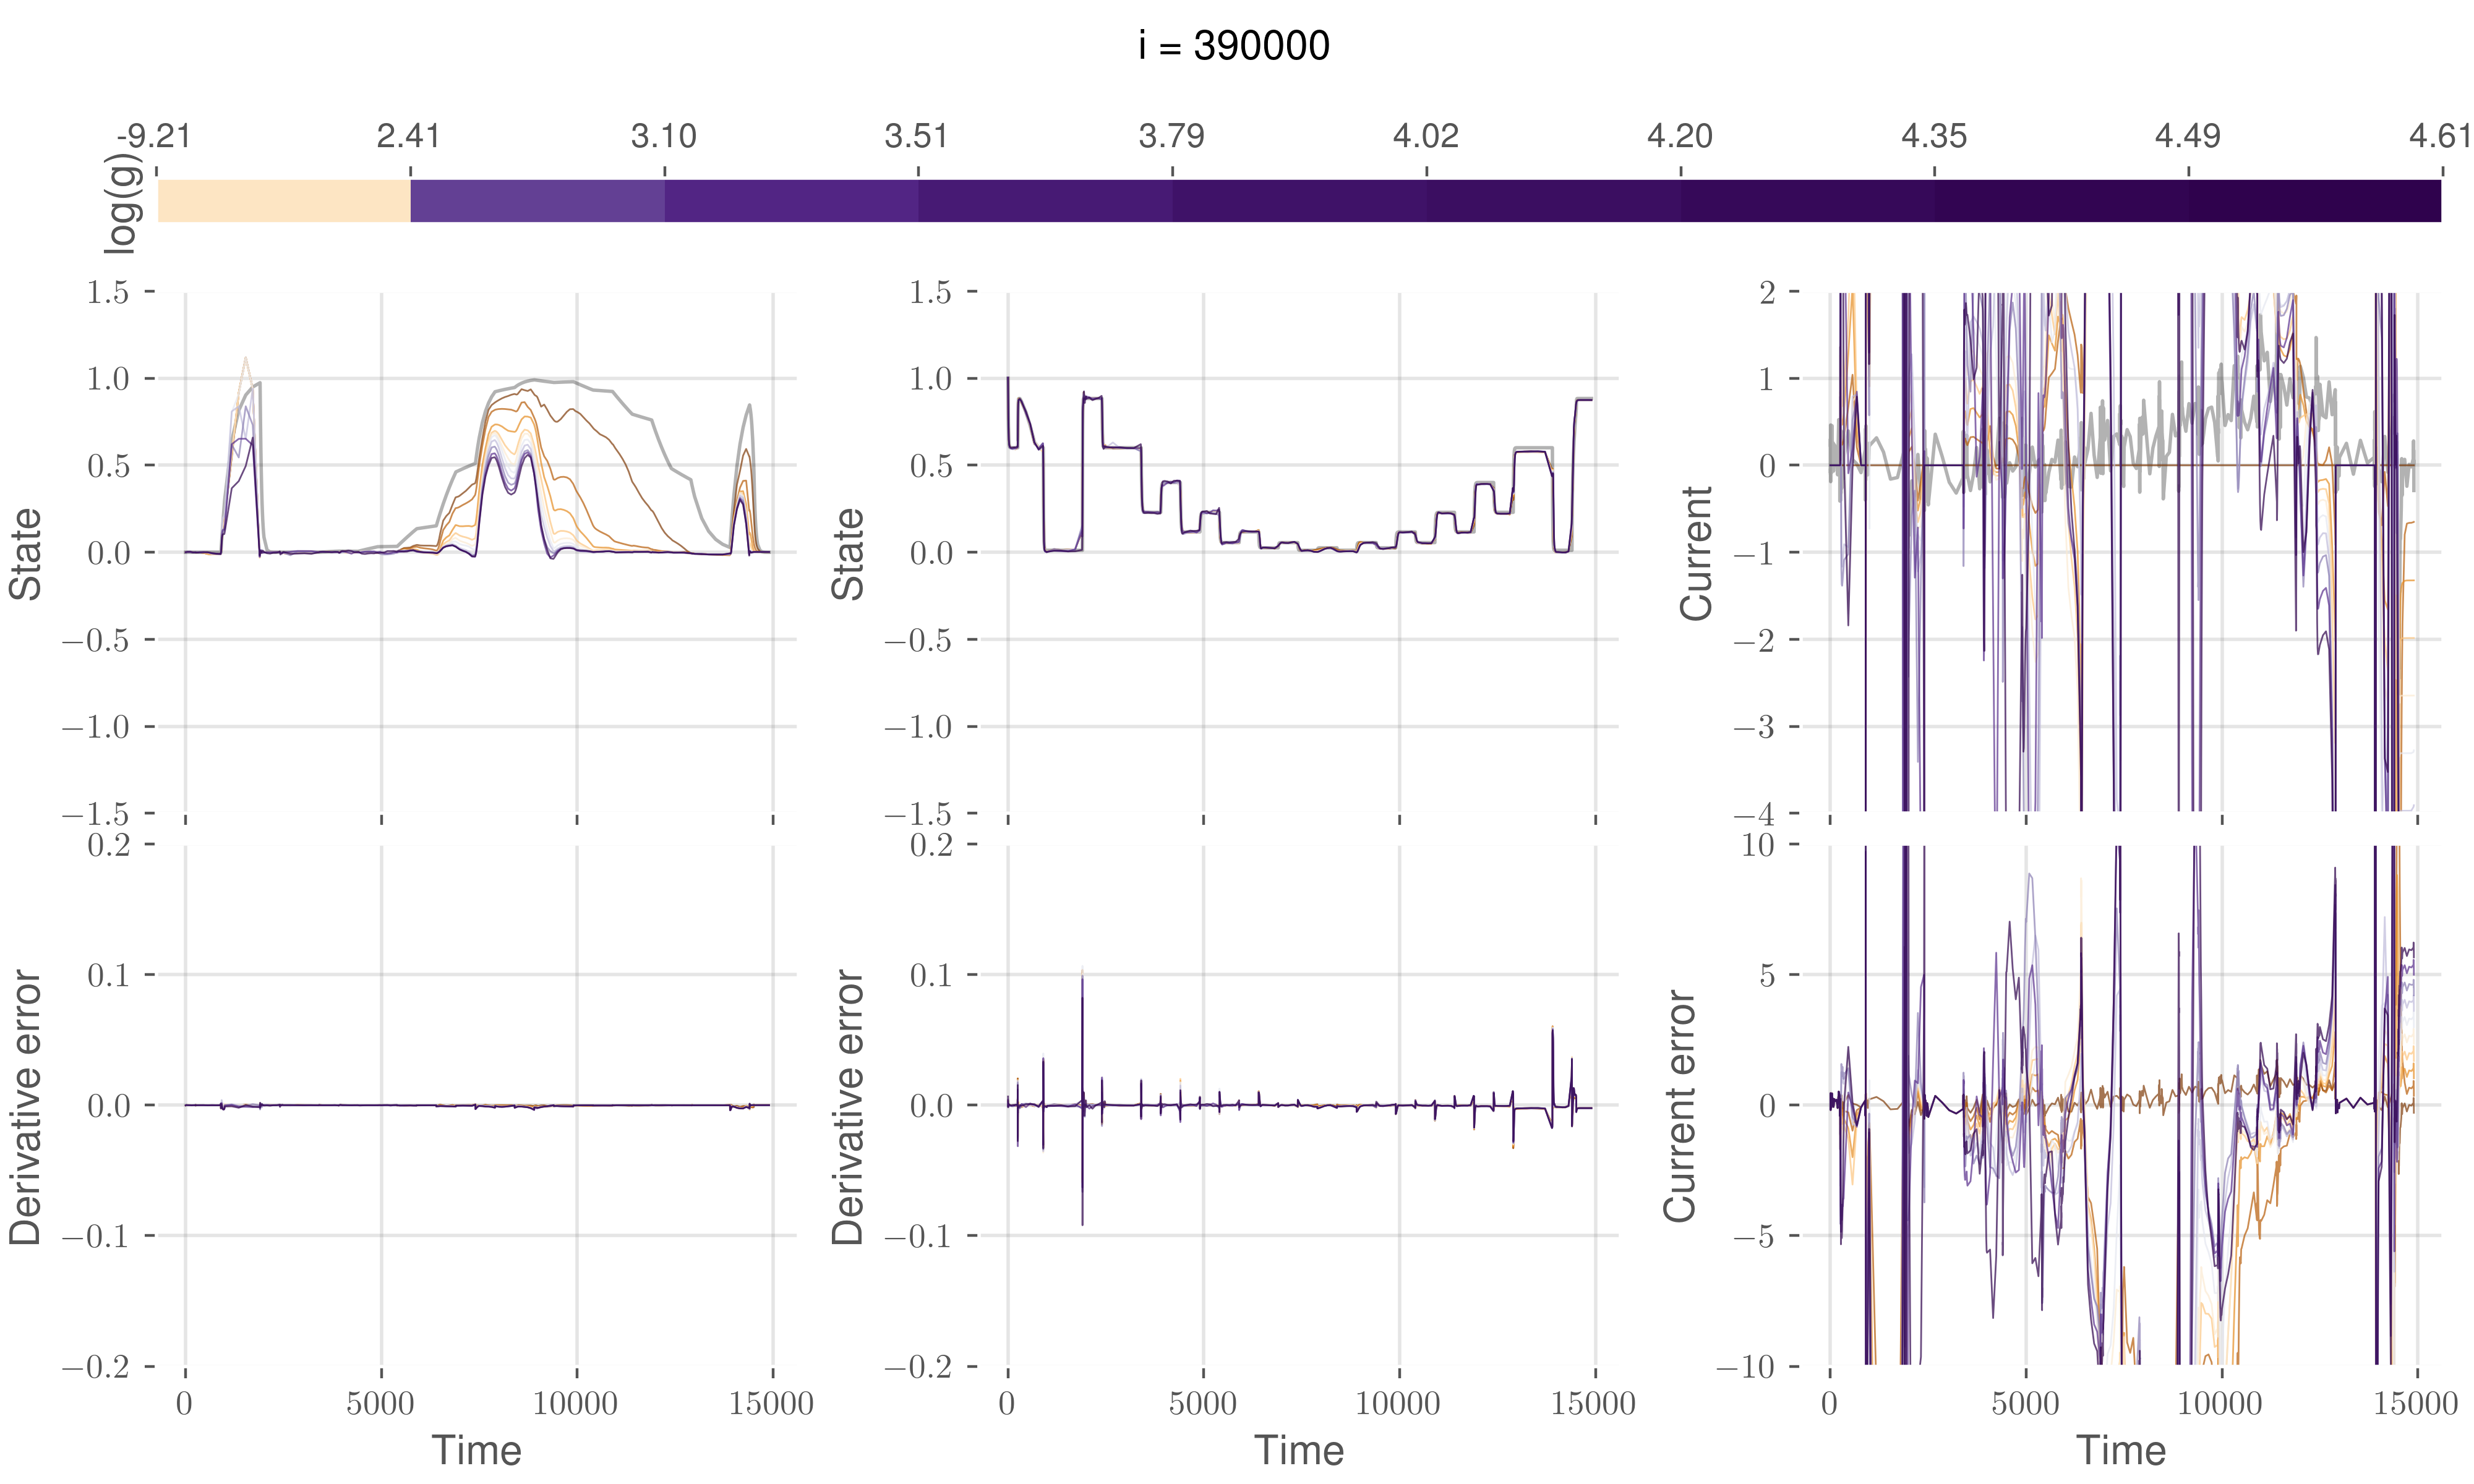 i = 390000
-9.21 2.41 3.10 3.51 3.79 4.02 4.20 4.35 4.49 4.61
log(g)
State
1.5
1.0
0.5
0.0
−0.5
−1.0
−1.5
State
1.5
1.0
0.5
0.0
−0.5
−1.0
−1.5
Current
2
1
0
−1
−2
−3
−4
Derivative error
0.2
0.1
0.0
−0.1
−0.2
0 5000 10000 15000
Time
Derivative error
0.2
0.1
0.0
−0.1
−0.2
0 5000 10000 15000
Time
Current error
10
5
0
−5
−10
0 5000 10000 15000
Time